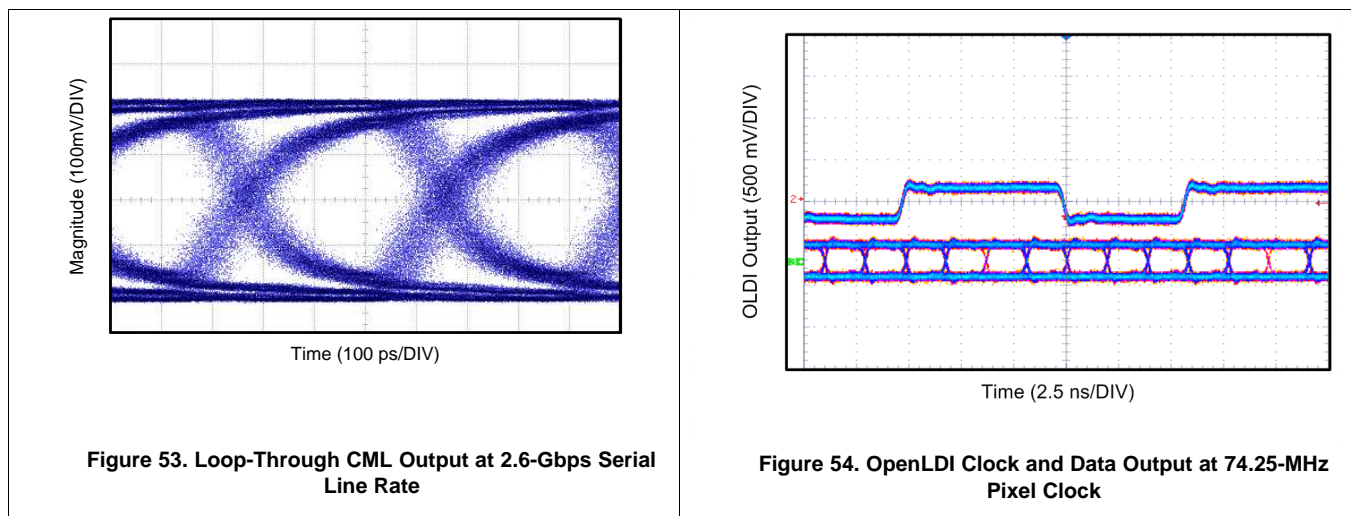 Magnitude (100mV/DIV)
Time (100 ps/DIV)
Figure 53. Loop-Through CML Output at 2.6-Gbps Serial
Line Rate
OLDI Output (500 mV/DIV)
2
Time (2.5 ns/DIV)
Figure 54. OpenLDI Clock and Data Output at 74.25-MHz
Pixel Clock